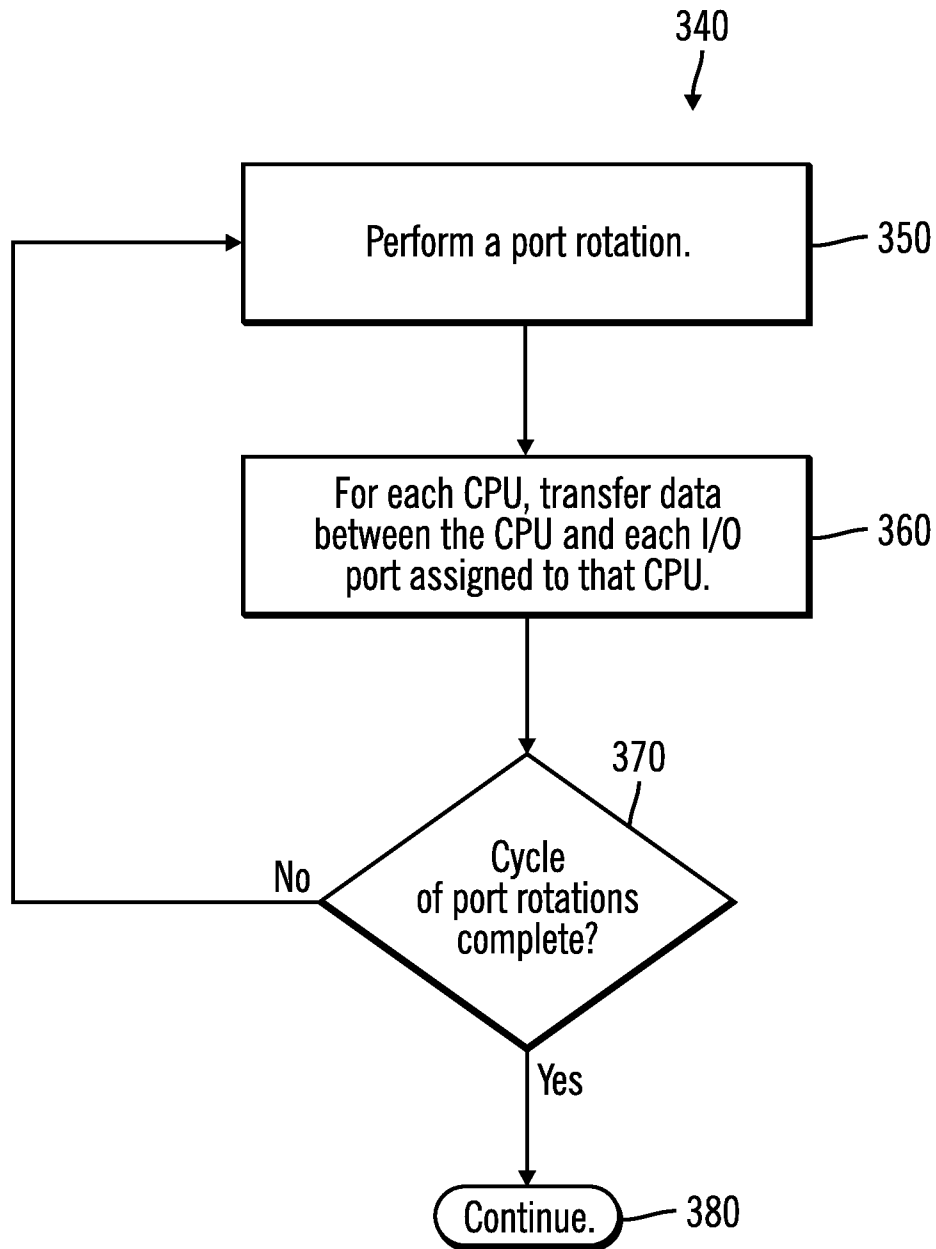 340
Perform a port rotation.
350
For each CPU, transfer data
between the CPU and each I/O
port assigned to that CPU.
360
370
Cycle
of port rotations
complete?
No
Yes
Continue.
380